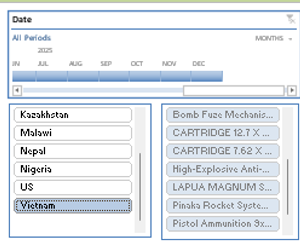 Date
All Periods
MONTHS
2025
JUL AUG SEP OCT NOV DEC
Kazakhstan
Malawi
Nepal
Nigeria
US
Vietnam
Bomb Fuze Mechanis...
CARTRIDGE 12.7 X ...
CARTRIDGE 7.62 X ...
High-Explosive Anti-...
LAPUA MAGNUM S...
Pinaka Rocket Syste...
Pistol Ammunition 9x...